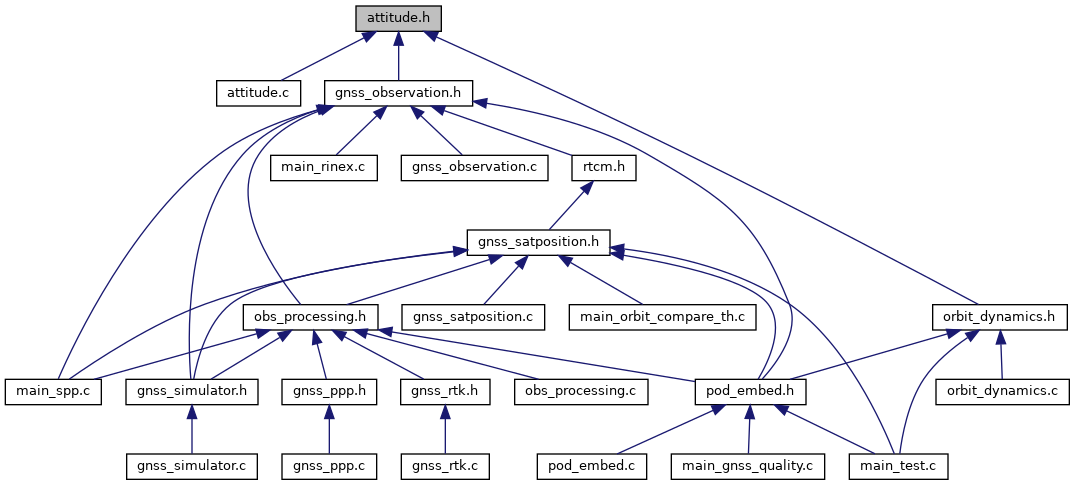 attitude.h
attitude.c
gnss_observation.h
main_rinex.c
gnss_observation.c
rtcm.h
gnss_satposition.h
obs_processing.h
gnss_satposition.c
main_orbit_compare_th.c
orbit_dynamics.h
main_spp.c
gnss_simulator.h
gnss_ppp.h
gnss_rtk.h
obs_processing.c
pod_embed.h
orbit_dynamics.c
gnss_simulator.c
gnss_ppp.c
gnss_rtk.c
pod_embed.c
main_gnss_quality.c
main_test.c